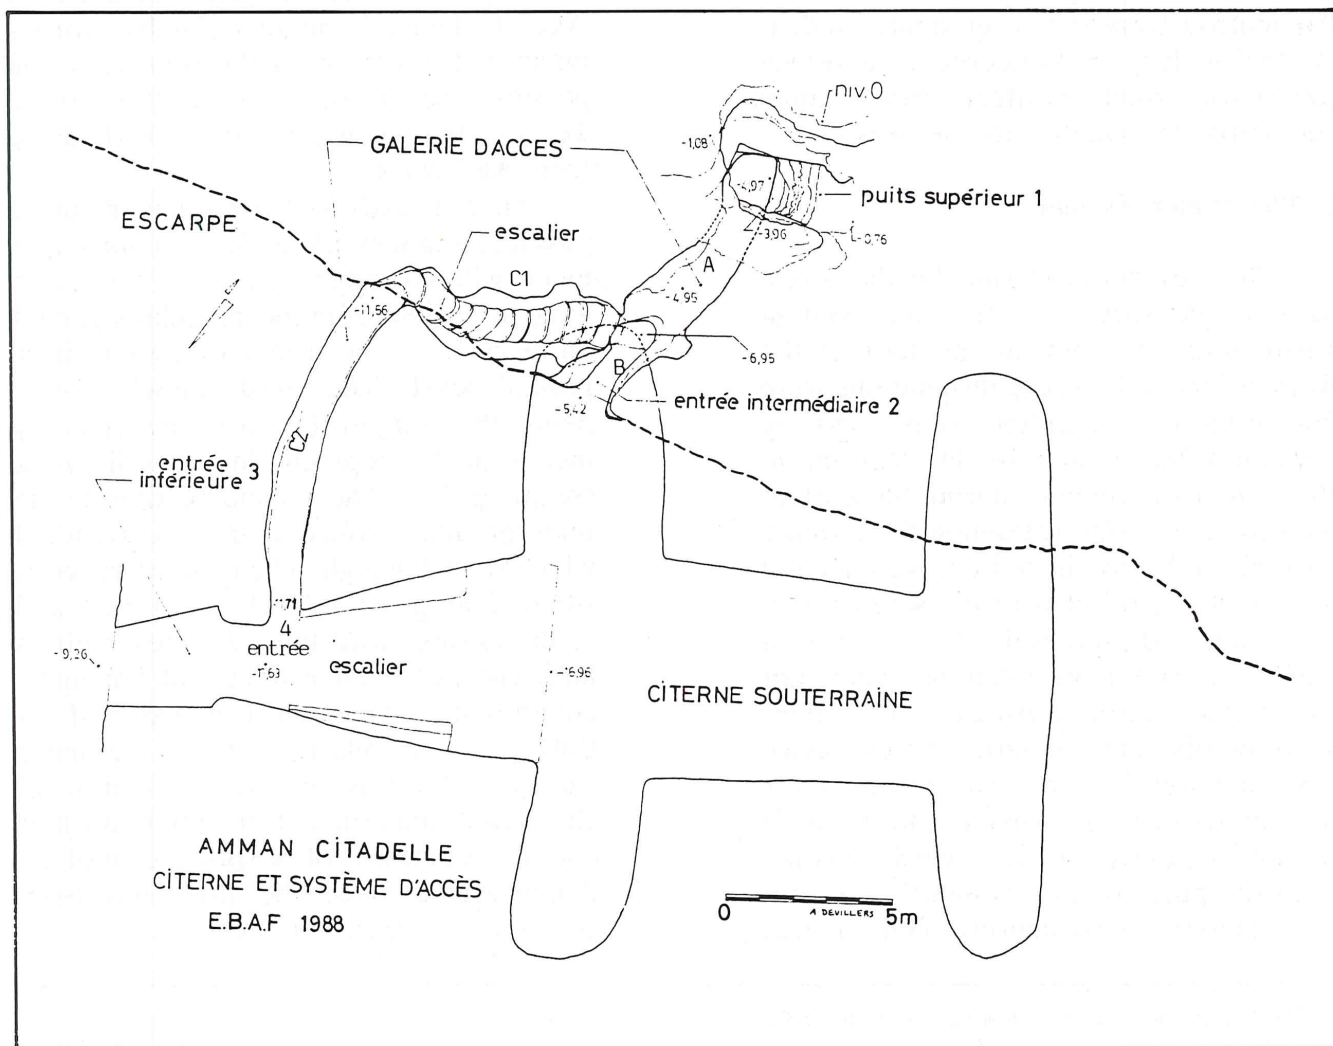 niv.0
-1,08
GALERIE D'ACCES
-4,97
puits supérieur 1
ESCARPE
escalier
-3,96
-0,76
C1
A
-4,95
-11,56
-6,95
B
-5,42
entrée intermédiaire 2
C2
entrée
inférieure 3
4
entrée
escalier
-9,26
-16,96
CITERNE SOUTERRAINE
AMMAN CITADELLE
CITERNE ET SYSTÈME D'ACCÈS
E.B.A.F 1988
0 A DEVILLERS 5m